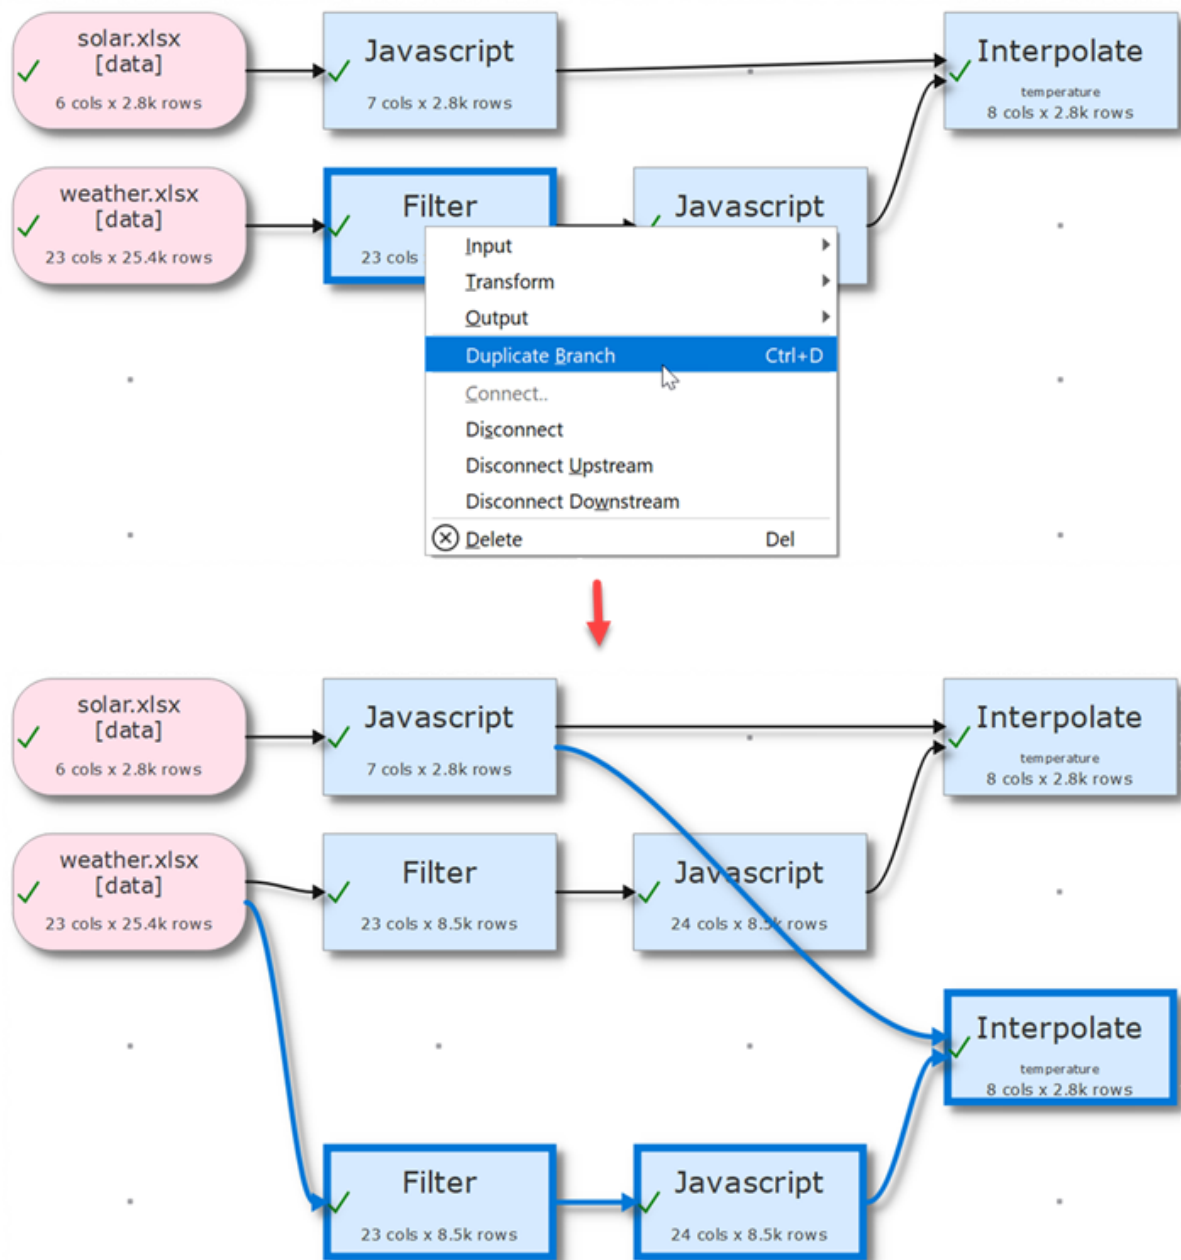 solar.xlsx
[data]
6 cols x 2.8k rows
Javascript
7 cols x 2.8k rows
Interpolate
temperature
8 cols x 2.8k rows
weather.xlsx
[data]
23 cols x 25.4k rows
Filter
23 cols
Javascript
Input
Transform
Output
Duplicate Branch Ctrl+D
Connect..
Disconnect
Disconnect Upstream
Disconnect Downstream
Delete Del
solar.xlsx
[data]
6 cols x 2.8k rows
Javascript
7 cols x 2.8k rows
Interpolate
temperature
8 cols x 2.8k rows
weather.xlsx
[data]
23 cols x 25.4k rows
Filter
23 cols x 8.5k rows
Javascript
24 cols x 8.5k rows
Interpolate
temperature
8 cols x 2.8k rows
Filter
23 cols x 8.5k rows
Javascript
24 cols x 8.5k rows